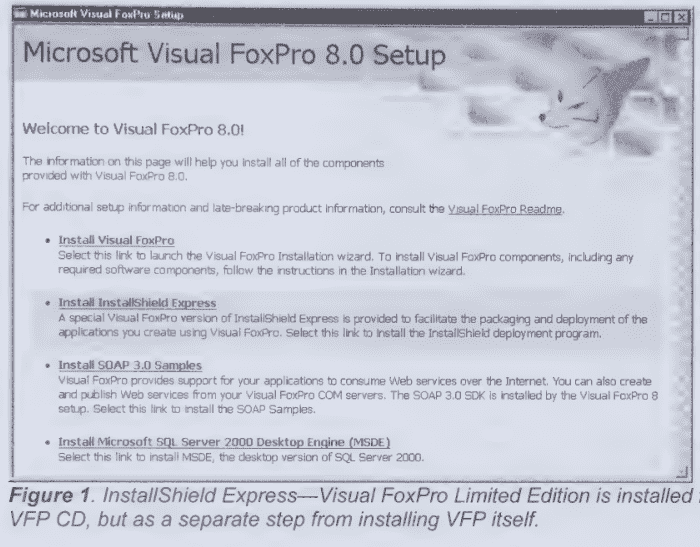 Microsoft Visual FoxPro Setup
Microsoft Visual FoxPro 8.0 Setup
Welcome to Visual FoxPro 8.0!
The information on this page will help you install all of the components
provided with Visual FoxPro 8.0.
For additional setup information and late-breaking product information, consult the Visual FoxPro Readme.
• Install Visual FoxPro
Select this link to launch the Visual FoxPro Installation wizard. To install Visual FoxPro components, including any
required software components, follow the instructions in the Installation wizard.
• Install InstallShield Express
A special Visual FoxPro version of InstallShield Express is provided to facilitate the packaging and deployment of the
applications you create using Visual FoxPro. Select this link to install the InstallShield deployment program.
• Install SOAP 3.0 Samples
Visual FoxPro provides support for your applications to consume Web services over the Internet. You can also create
and publish Web services from your Visual FoxPro COM servers. The SOAP 3.0 SDK is installed by the Visual FoxPro 8
setup. Select this link to install the SOAP Samples.
• Install Microsoft SQL Server 2000 Desktop Engine (MSDE)
Select this link to install MSDE, the desktop version of SQL Server 2000.
Figure 1. InstallShield Express—Visual FoxPro Limited Edition is installed
VFP CD, but as a separate step from installing VFP itself.